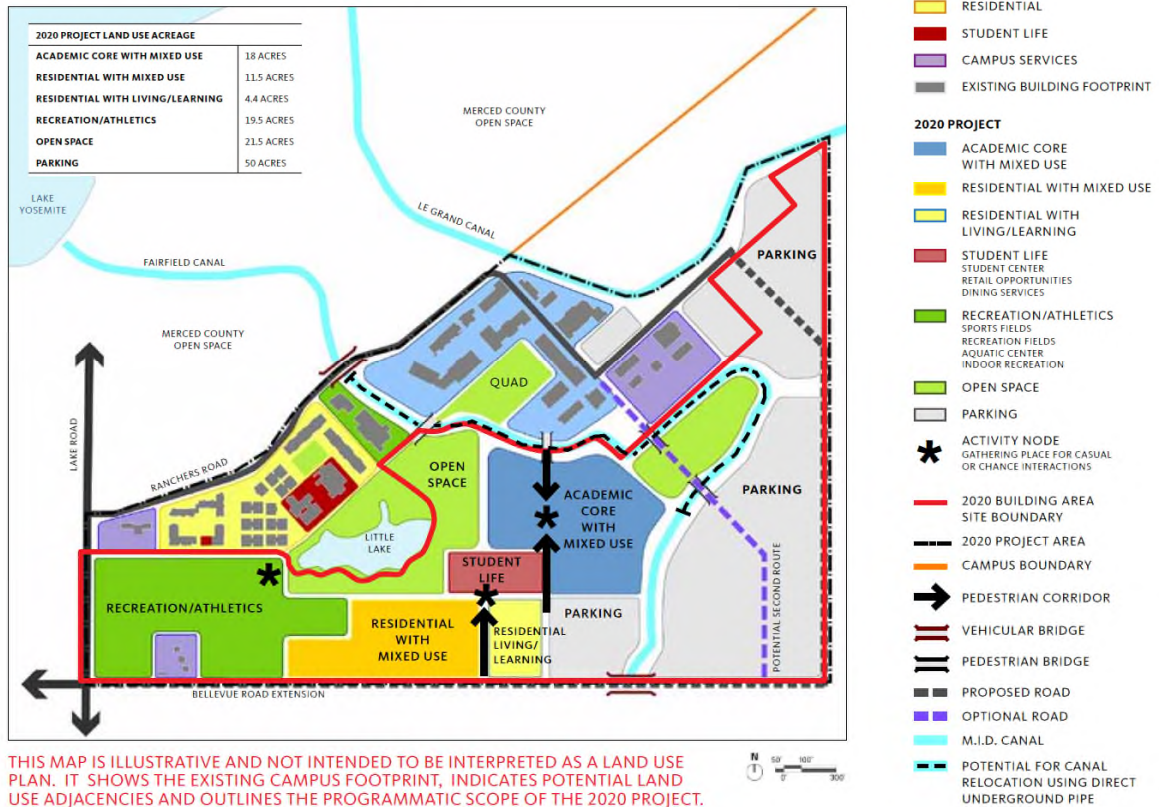 2020 PROJECT LAND USE ACREAGE
ACADEMIC CORE WITH MIXED USE 18 ACRES
RESIDENTIAL WITH MIXED USE 11.5 ACRES
RESIDENTIAL WITH LIVING/LEARNING 4.4 ACRES
RECREATION/ATHLETICS 19.5 ACRES
OPEN SPACE 21.5 ACRES
PARKING 50 ACRES
MERCED COUNTY
OPEN SPACE
LAKE
YOSEMITE
LE GRAND CANAL
FAIRFIELD CANAL
PARKING
MERCED COUNTY
OPEN SPACE
QUAD
LAKE ROAD
RANCHERS ROAD
OPEN
SPACE
PARKING
ACADEMIC
CORE
WITH
MIXED USE
LITTLE
LAKE
STUDENT
LIFE
RECREATION/ATHLETICS
RESIDENTIAL
WITH
MIXED USE
RESIDENTIAL
LIVING/
LEARNING
PARKING
POTENTIAL SECOND ROUTE
BELLEVUE ROAD EXTENSION
THIS MAP IS ILLUSTRATIVE AND NOT INTENDED TO BE INTERPRETED AS A LAND USE
PLAN. IT SHOWS THE EXISTING CAMPUS FOOTPRINT, INDICATES POTENTIAL LAND
USE ADJACENCIES AND OUTLINES THE PROGRAMMATIC SCOPE OF THE 2020 PROJECT.
N
50' 100'
0' 300'
RESIDENTIAL
STUDENT LIFE
CAMPUS SERVICES
EXISTING BUILDING FOOTPRINT
2020 PROJECT
ACADEMIC CORE
WITH MIXED USE
RESIDENTIAL WITH MIXED USE
RESIDENTIAL WITH
LIVING/LEARNING
STUDENT LIFE
STUDENT CENTER
RETAIL OPPORTUNITIES
DINING SERVICES
RECREATION/ATHLETICS
SPORTS FIELDS
RECREATION FIELDS
AQUATIC CENTER
INDOOR RECREATION
OPEN SPACE
PARKING
ACTIVITY NODE
GATHERING PLACE FOR CASUAL
OR CHANCE INTERACTIONS
2020 BUILDING AREA
SITE BOUNDARY
2020 PROJECT AREA
CAMPUS BOUNDARY
PEDESTRIAN CORRIDOR
VEHICULAR BRIDGE
PEDESTRIAN BRIDGE
PROPOSED ROAD
OPTIONAL ROAD
M.I.D. CANAL
POTENTIAL FOR CANAL
RELOCATION USING DIRECT
UNDERGROUND PIPE